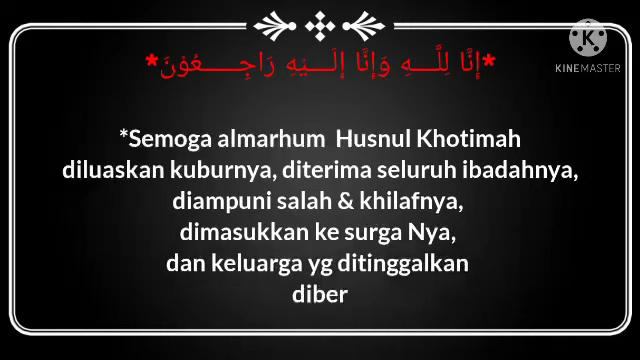 *إِنَّا لِلَّـــهِ وَإِنَّا إِلَـــيْهِ رَاجِـــــعُوْنَ*
KINEMASTER
*Semoga almarhum Husnul Khotimah
diluaskan kuburnya, diterima seluruh ibadahnya,
diampuni salah & khilafnya,
dimasukkan ke surga Nya,
dan keluarga yg ditinggalkan
diber